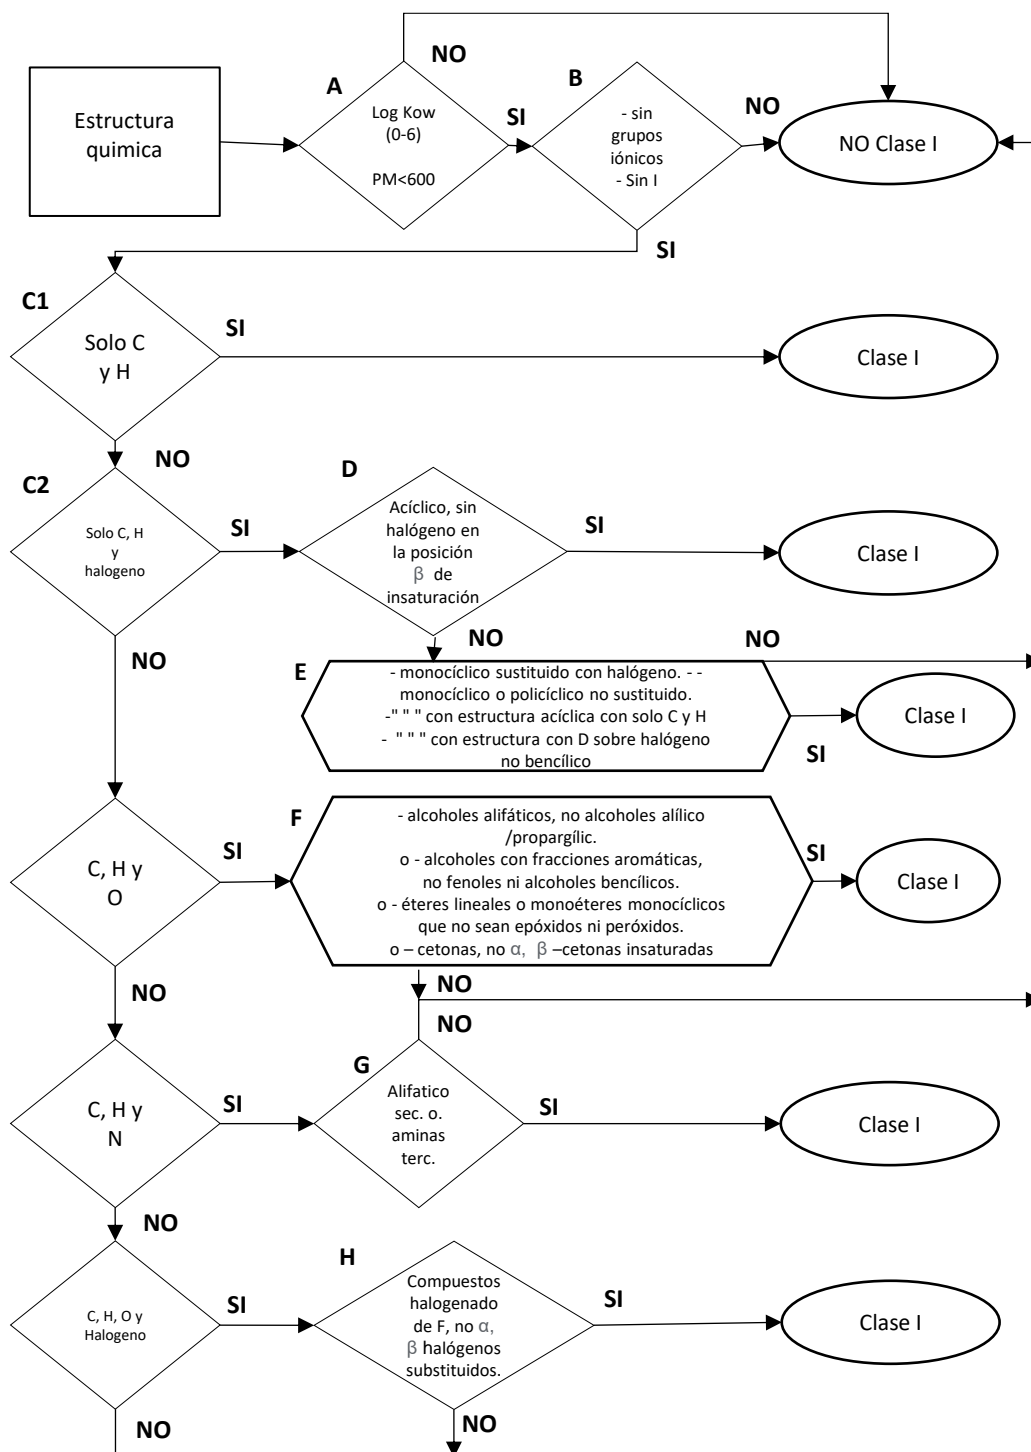 NO
A
B
Estructura
quimica
Log Kow
(0-6)
PM<600
SI
- sin
grupos
iónicos
- Sin I
NO
NO Clase I
SI
C1
Solo C
y H
SI
Clase I
NO
C2
Solo C, H
y
halogeno
SI
D
Acíclico, sin
halógeno en
la posición
β de
insaturación
SI
Clase I
NO
NO
NO
E
- monocíclico sustituido con halógeno. - -
monocíclico o policíclico no sustituido.
-" " " con estructura acíclica con solo C y H
- " " " con estructura con D sobre halógeno
no bencílico
SI
Clase I
C, H y
O
SI
F
- alcoholes alifáticos, no alcoholes alílico
/propargílic.
o - alcoholes con fracciones aromáticas,
no fenoles ni alcoholes bencílicos.
o - éteres lineales o monoéteres monocíclicos
que no sean epóxidos ni peróxidos.
o – cetonas, no α, β –cetonas insaturadas
SI
Clase I
NO
NO
NO
C, H y
N
SI
G
Alifatico
sec. o.
aminas
terc.
SI
Clase I
NO
C, H, O y
Halogeno
SI
H
Compuestos
halogenado
de F, no α,
β halógenos
substituidos.
SI
Clase I
NO
NO